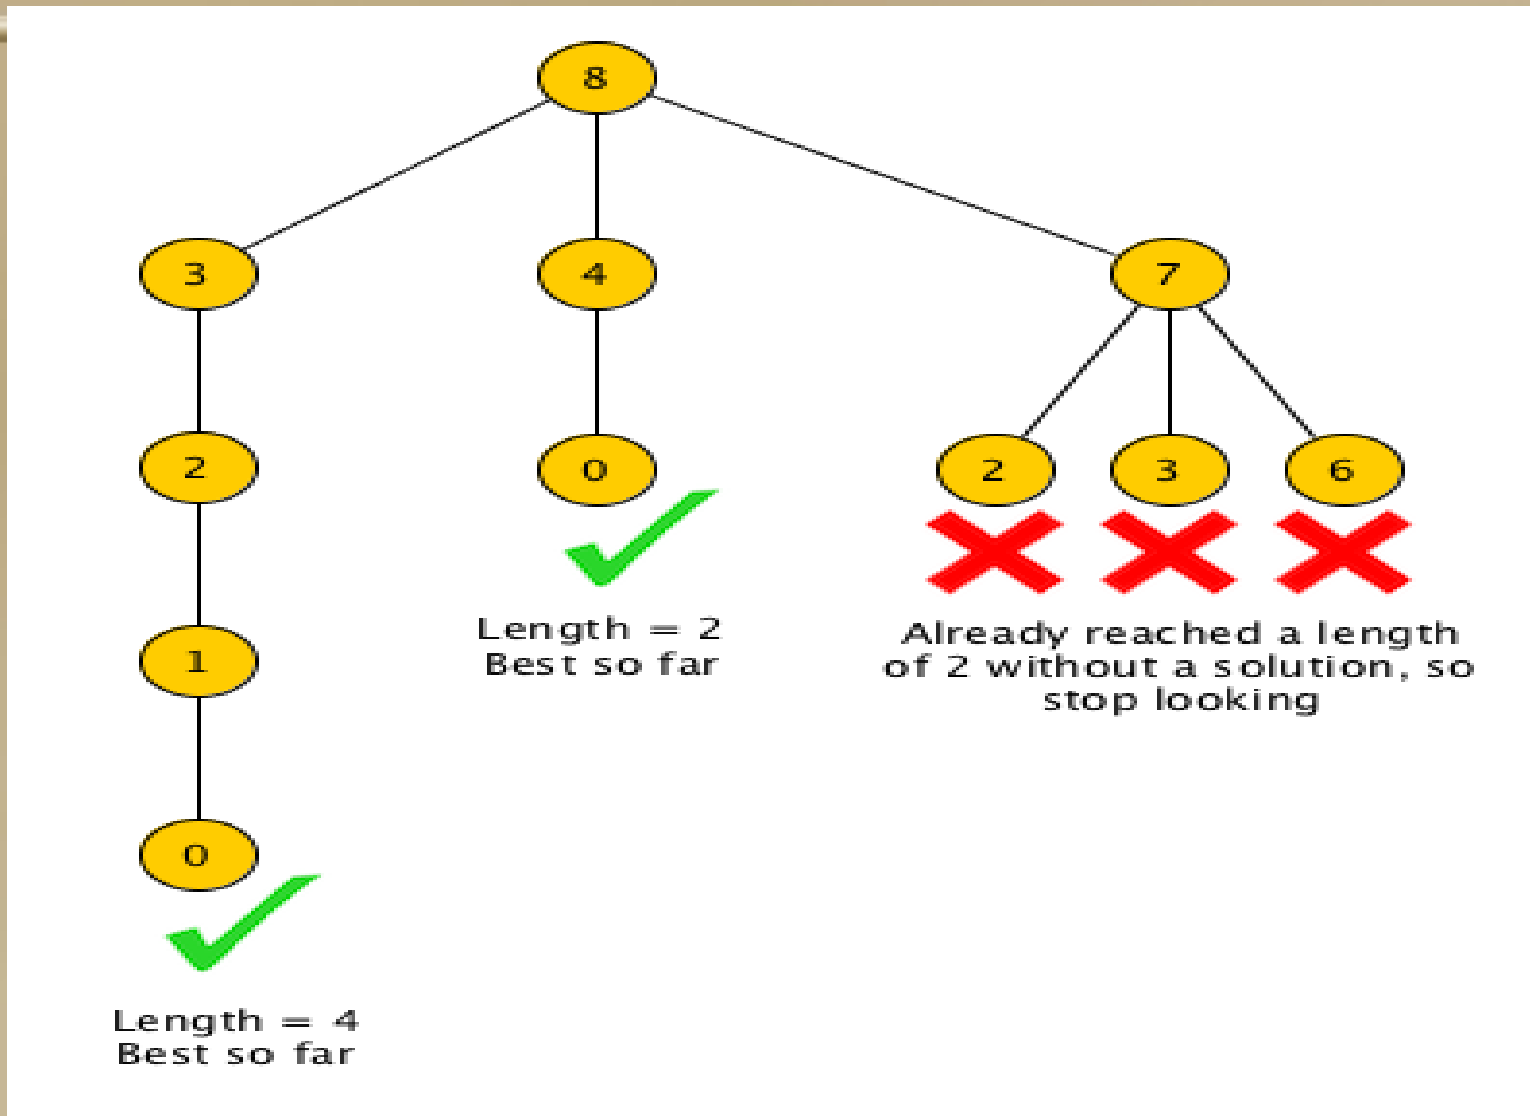 8
3
4
7
2
0
2
3
6
Length = 2
Best so far
Already reached a length
of 2 without a solution, so
stop looking
1
0
Length = 4
Best so far